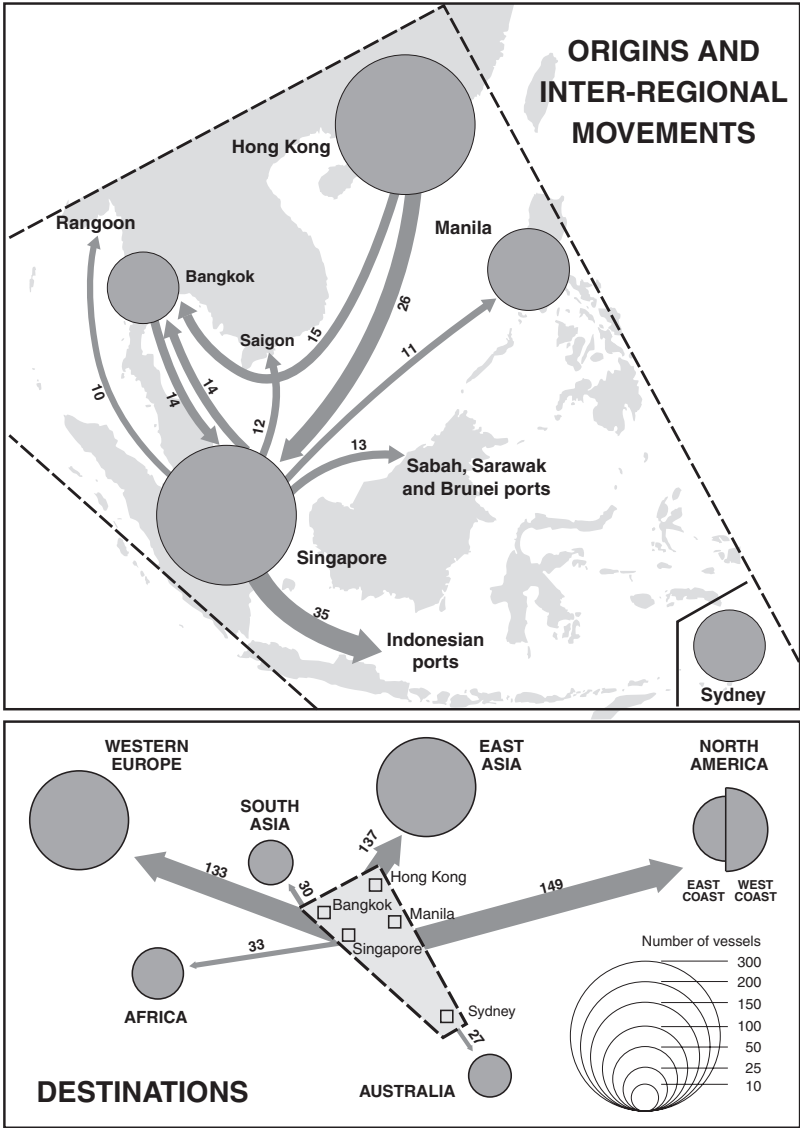 ORIGINS AND
INTER-REGIONAL
MOVEMENTS
Hong Kong
Rangoon
Manila
Bangkok
Saigon
26
15
11
10
14
14
12
13
Sabah, Sarawak
and Brunei ports
Singapore
35
Indonesian
ports
Sydney
WESTERN
EUROPE
EAST
ASIA
NORTH
AMERICA
SOUTH
ASIA
137
133
30
Hong Kong
149
EAST
COAST
WEST
COAST
Bangkok
Manila
Singapore
33
AFRICA
Sydney
27
AUSTRALIA
Number of vessels
300
200
150
100
50
25
10
DESTINATIONS